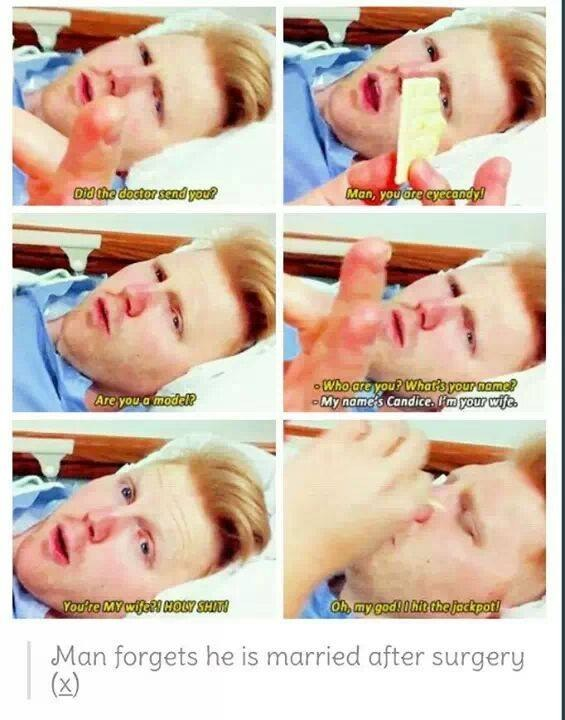 Did the doctor send you?
Man, you are eyecandy!
Are you a model?
- Who are you? What's your name?
- My name's Candice. I'm your wife.
You're MY wife?! HOLY SHIT!
Oh, my god! I hit the jackpot!
Man forgets he is married after surgery
(x)